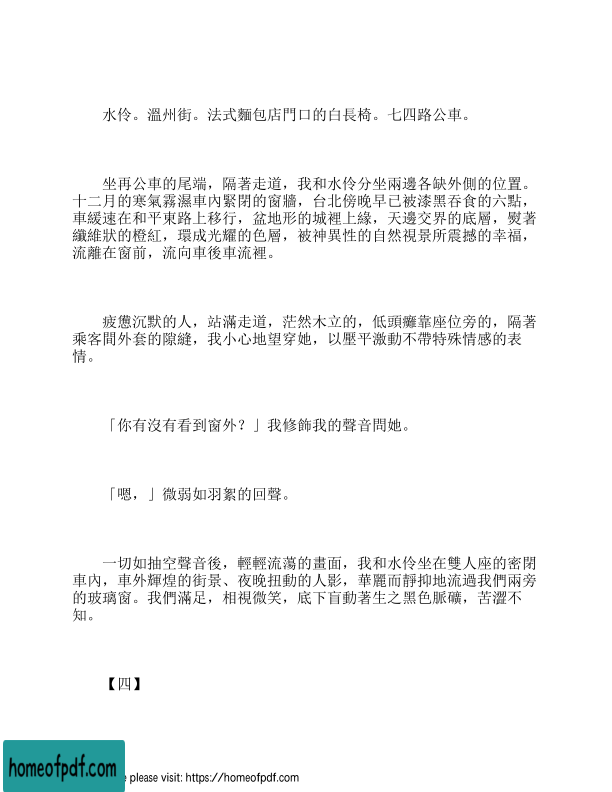 水伶。溫州街。法式麵包店門口的白長椅。七四路公車。
坐再公車的尾端，隔著走道，我和水伶分坐兩邊各缺外側的位置。
十二月的寒氣霧濕車內緊閉的窗牆，台北傍晚早已被漆黑吞食的六點，
車緩速在和平東路上移行，盆地形的城裡上緣，天邊交界的底層，熨著
纖維狀的橙紅，環成光耀的色層，被神異性的自然視景所震撼的幸福，
流離在窗前，流向車後車流裡。
疲憊沉默的人，站滿走道，茫然木立的，低頭癱靠座位旁的，隔著
乘客間外套的隙縫，我小心地望穿她，以壓平激動不帶特殊情感的表
情。
「你有沒有看到窗外？」我修飾我的聲音問她。
「嗯，」微弱如羽絮的回聲。
一切如抽空聲音後，輕輕流蕩的畫面，我和水伶坐在雙人座的密閉
車內，車外輝煌的街景、夜晚扭動的人影，華麗而靜抑地流過我們兩旁
的玻璃窗。我們滿足，相視微笑，底下盲動著生之黑色脈礦，苦澀不
知。
【四】
homeofpdf.com
e please visit: https://homeofpdf.com